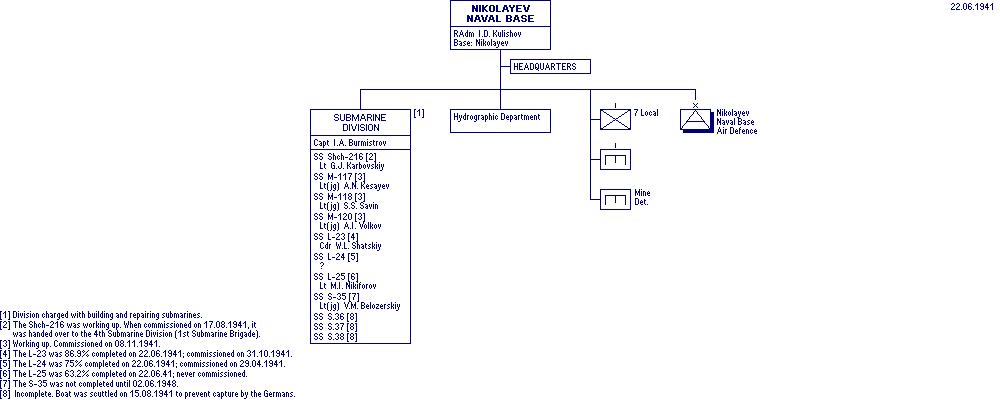 22.06.1941
NIKOLAYEV
NAVAL BASE
RAdm I.D. Kulishov
Base: Nikolayev
HEADQUARTERS
SUBMARINE
DIVISION
[1]
Capt I.A. Burmistrov
SS Shch-216 [2]
Lt G.J. Karbovskiy
SS M-117 [3]
Lt(jg) A.N. Kesayev
SS M-118 [3]
Lt(jg) S.S. Savin
SS M-120 [3]
Lt(jg) A.I. Volkov
SS L-23 [4]
Cdr W.L. Shatskiy
SS L-24 [5]
?
SS L-25 [6]
Lt M.I. Nikiforov
SS S-35 [7]
Lt(jg) V.M. Belozerskiy
SS S.36 [8]
SS S.37 [8]
SS S.38 [8]
Hydrographic Department
7 Local
Mine
Det.
Nikolayev
Naval Base
Air Defence
[1] Division charged with building and repairing submarines.
[2] The Shch-216 was working up. When commissioned on 17.08.1941, it
was handed over to the 4th Submarine Division (1st Submarine Brigade).
[3] Working up. Commissioned on 08.11.1941.
[4] The L-23 was 86.9% completed on 22.06.1941; commissioned on 31.10.1941.
[5] The L-24 was 75% completed on 22.06.1941; commissioned on 29.04.1941.
[6] The L-25 was 63.2% completed on 22.06.41; never commissioned.
[7] The S-35 was not completed until 02.06.1948.
[8] Incomplete. Boat was scuttled on 15.08.1941 to prevent capture by the Germans.